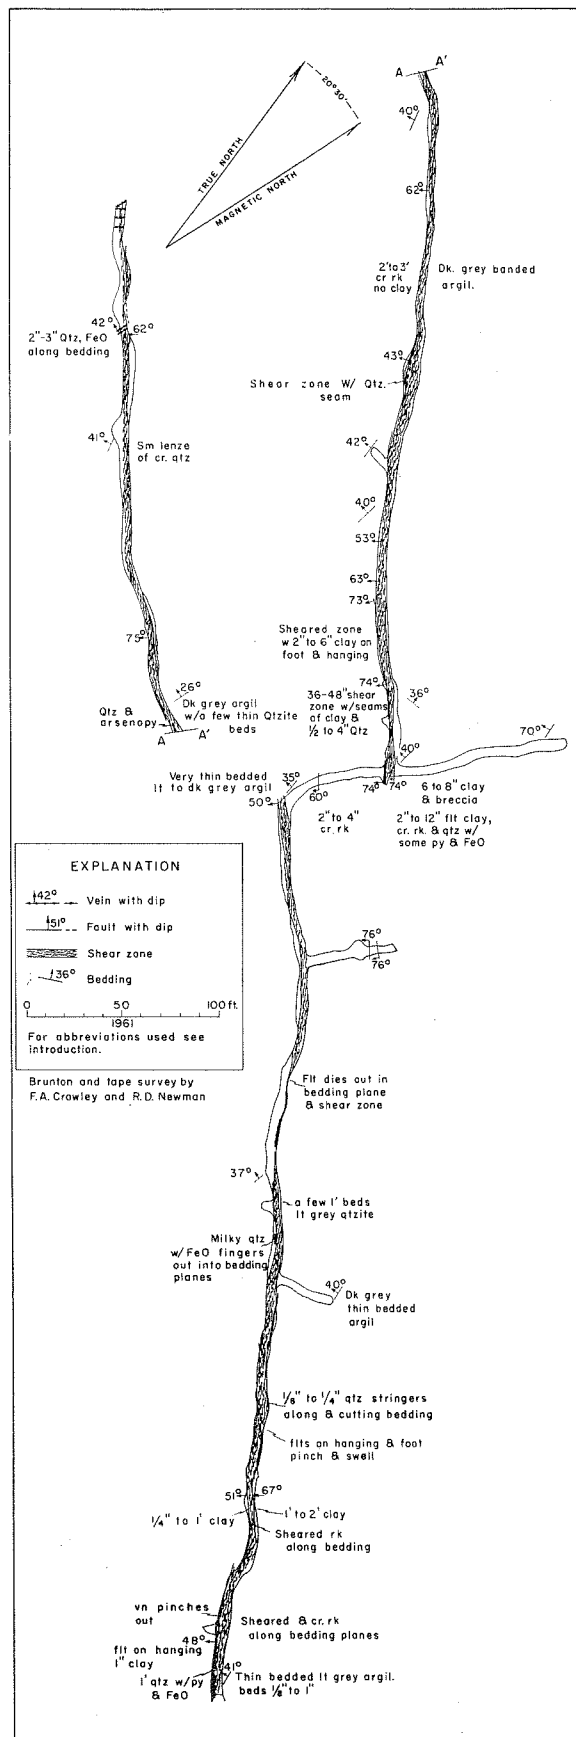 A A'
40°
20°30'
TRUE NORTH
MAGNETIC NORTH
62°
2' to 3'
cr rk
no clay
Dk. grey banded
argil.
42°
62°
2"-3" Qtz, FeO
along bedding
43°
Shear zone W/ Qtz.
seam
41°
Sm lenze
of cr. qtz
42°
40°
53°
63°
73°
75°
Sheared zone
w 2" to 6" clay on
foot & hanging
26°
74°
36-48" shear
zone w/seams
of clay &
1/2 to 4" Qtz
36°
Qtz &
arsenopy
A A'
Dk grey argil
w/a few thin Qtzite
beds
70°
40°
Very thin bedded
lt to dk grey argil
35°
50°
60°
74° 74°
6 to 8" clay
& breccia
2" to 4"
cr. rk
2" to 12" flt clay,
cr. rk. & qtz w/
some py & FeO
EXPLANATION
42°
Vein with dip
51°
Fault with dip
Shear zone
36°
Bedding
0 50 100 ft.
1961
For abbreviations used see
introduction.
76°
76°
Brunton and tape survey by
F.A. Crowley and R.D. Newman
Flt dies out in
bedding plane
& shear zone
37°
a few 1' beds
lt grey qtzite
Milky qtz
w/FeO fingers
out into bedding
planes
40°
Dk grey
thin bedded
argil
1/8" to 1/4" qtz stringers
along & cutting bedding
flts on hanging & foot
pinch & swell
51° 67°
1/4" to 1' clay
1' to 2' clay
Sheared rk
along bedding
vn pinches
out
Sheared & cr. rk
along bedding planes
48°
flt on hanging
1" clay
41°
1' qtz w/py
& FeO
Thin bedded lt grey argil.
beds 1/8" to 1"